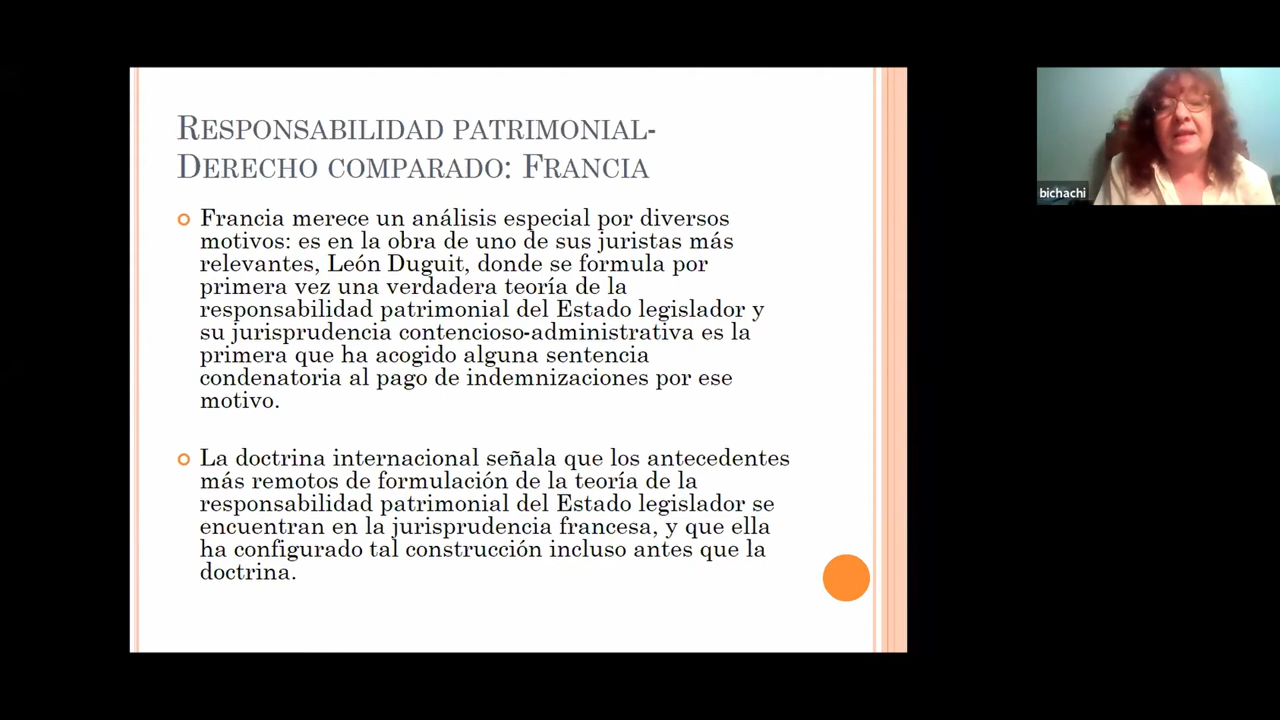 RESPONSABILIDAD PATRIMONIAL-
DERECHO COMPARADO: FRANCIA
Francia merece un análisis especial por diversos
motivos: es en la obra de uno de sus juristas más
relevantes, León Duguit, donde se formula por
primera vez una verdadera teoría de la
responsabilidad patrimonial del Estado legislador y
su jurisprudencia contencioso-administrativa es la
primera que ha acogido alguna sentencia
condenatoria al pago de indemnizaciones por ese
motivo.
La doctrina internacional señala que los antecedentes
más remotos de formulación de la teoría de la
responsabilidad patrimonial del Estado legislador se
encuentran en la jurisprudencia francesa, y que ella
ha configurado tal construcción incluso antes que la
doctrina.
bichachi